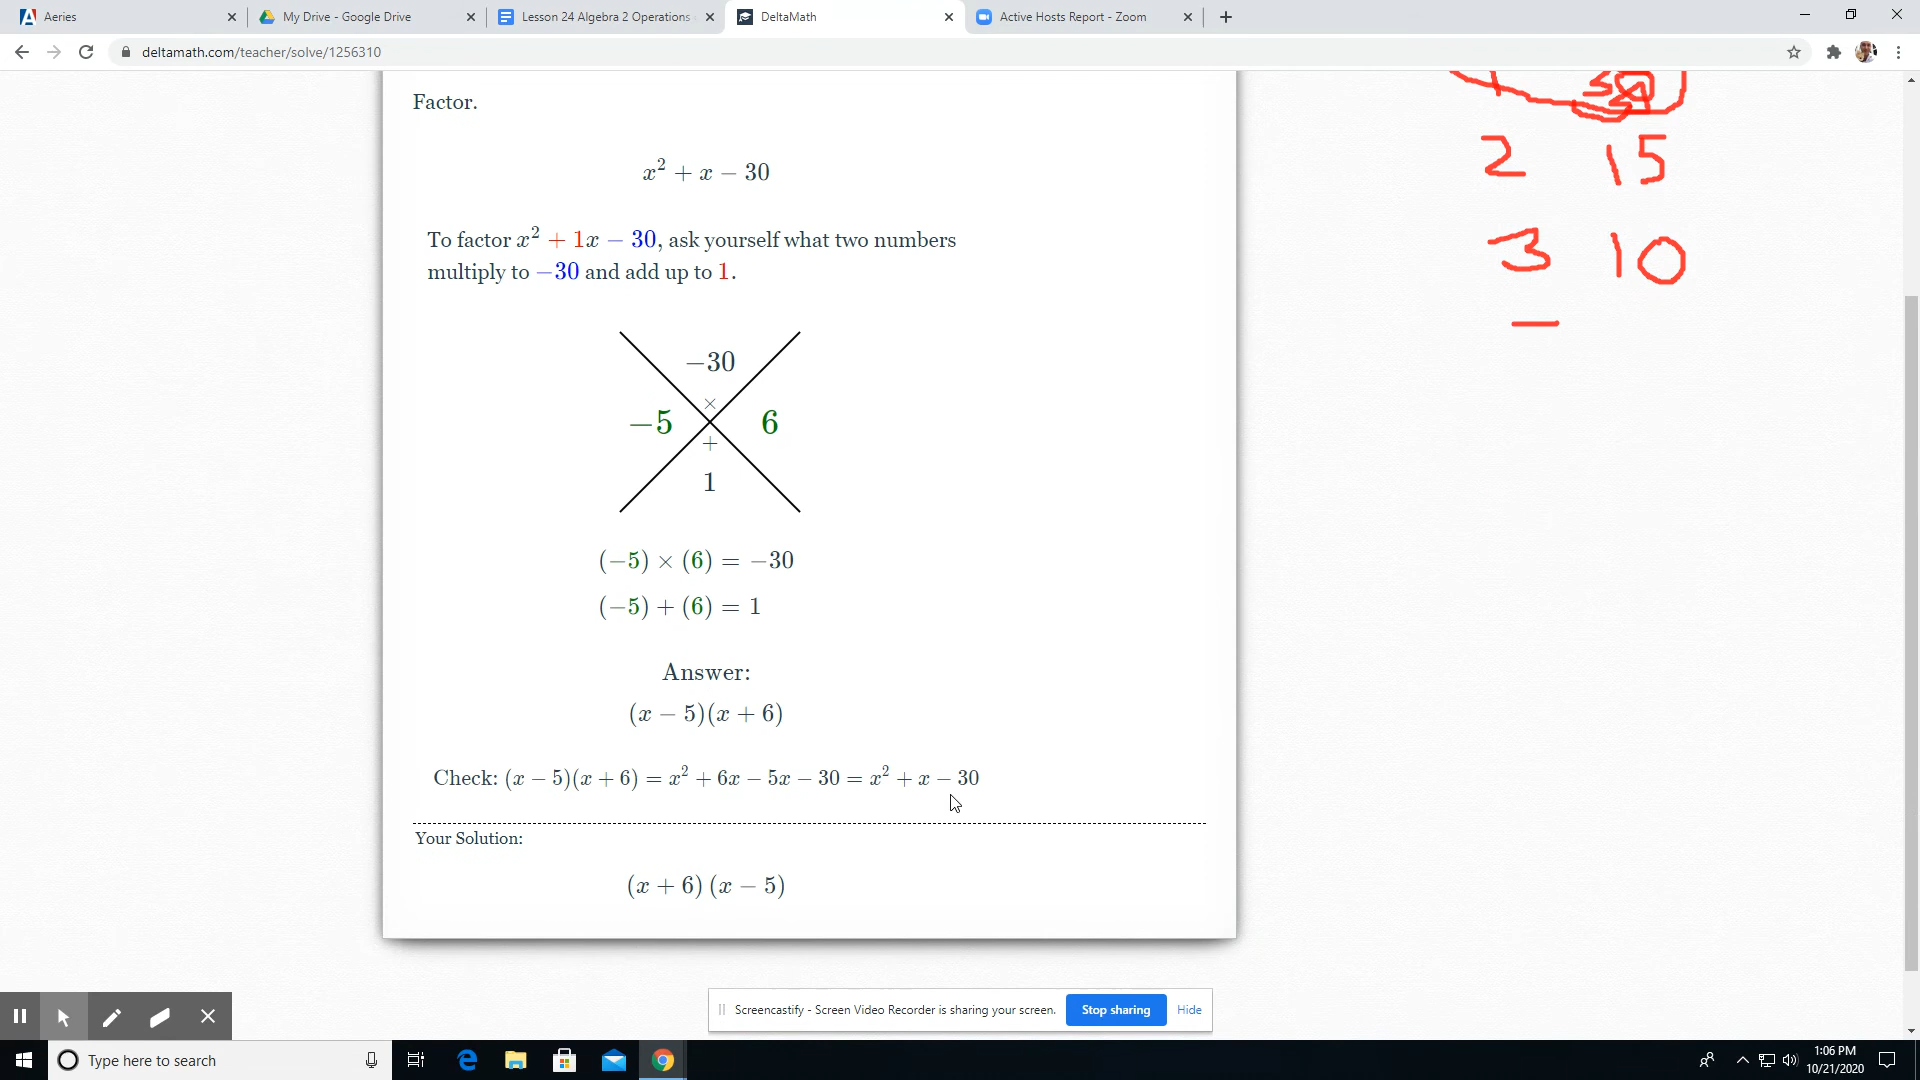 Aeries
My Drive - Google Drive
Lesson 24 Algebra 2 Operations
DeltaMath
Active Hosts Report - Zoom
deltamath.com/teacher/solve/1256310
Factor.
x² + x − 30
To factor x² + 1x − 30, ask yourself what two numbers
multiply to −30 and add up to 1.
−30
×
−5 6
+
1
(−5) × (6) = −30
(−5) + (6) = 1
Answer:
(x − 5)(x + 6)
Check: (x − 5)(x + 6) = x² + 6x − 5x − 30 = x² + x − 30
Your Solution:
(x + 6) (x − 5)
2 15
3 10
Screencastify - Screen Video Recorder is sharing your screen.
Stop sharing
Hide
Type here to search
1:06 PM
10/21/2020